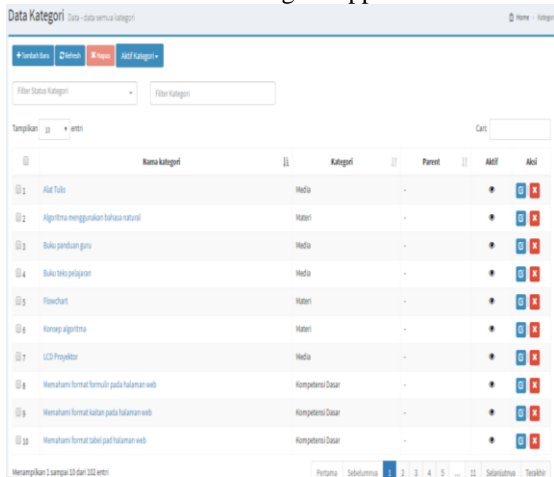 Data Kategori Data - data semua kategori
Home - Kategori
Tambah Baru Refresh Hapus Aktif Kategori
Filter Status Kategori Filter Kategori
Tampilkan 10 entri Cari:
Nama kategori Kategori Parent Aktif Aksi
1 Alat Tulis Media -
2 Algoritma menggunakan bahasa natural Materi -
3 Buku panduan guru Media -
4 Buku teks pelajaran Media -
5 Flowchart Materi -
6 Konsep algoritma Materi -
7 LCD Proyektor Media -
8 Memahami format formulir pada halaman web Kompetensi Dasar -
9 Memahami format kaitan pada halaman web Kompetensi Dasar -
10 Memahami format tabel pad halaman web Kompetensi Dasar -
Menampilkan 1 sampai 10 dari 102 entri
Pertama Sebelumnya 1 2 3 4 5 ... 11 Selanjutnya Terakhir